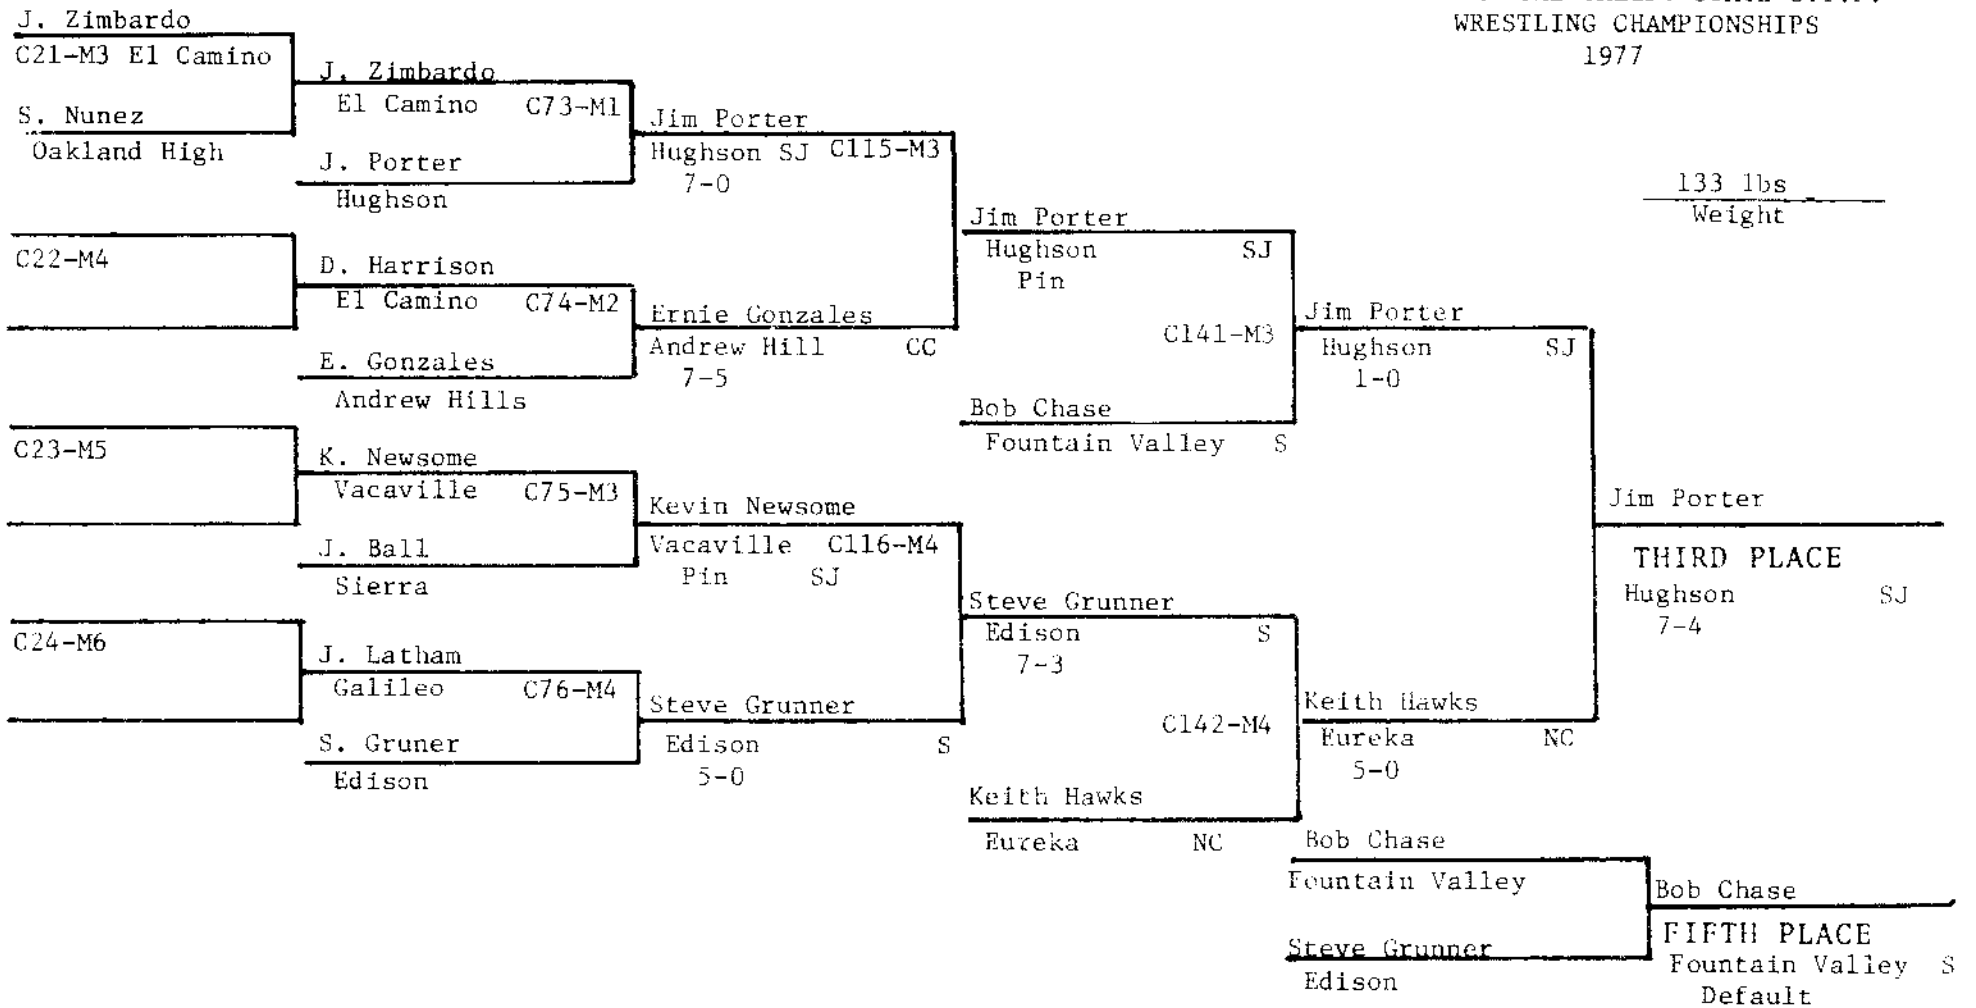 WRESTLING CHAMPIONSHIPS
1977
133 lbs
Weight
J. Zimbardo
C21-M3 El Camino
S. Nunez
Oakland High
C22-M4
C23-M5
C24-M6
J. Zimbardo
El Camino C73-M1
J. Porter
Hughson
D. Harrison
El Camino C74-M2
E. Gonzales
Andrew Hills
K. Newsome
Vacaville C75-M3
J. Ball
Sierra
J. Latham
Galileo C76-M4
S. Gruner
Edison
Jim Porter
Hughson SJ C115-M3
7-0
Ernie Gonzales
Andrew Hill CC
7-5
Kevin Newsome
Vacaville C116-M4
Pin SJ
Steve Grunner
Edison S
5-0
Jim Porter
Hughson SJ
Pin
C141-M3
Bob Chase
Fountain Valley S
Steve Grunner
Edison S
7-3
C142-M4
Keith Hawks
Eureka NC
Jim Porter
Hughson SJ
1-0
Keith Hawks
Eureka NC
5-0
Jim Porter
THIRD PLACE
Hughson SJ
7-4
Bob Chase
Fountain Valley
Steve Grunner
Edison
Bob Chase
FIFTH PLACE
Fountain Valley S
Default